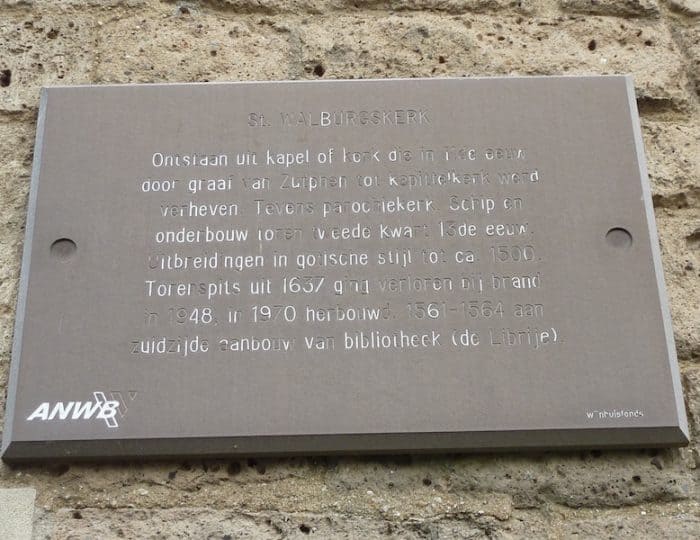 St. WALBURGSKERK
Ontstaan uit kapel of kerk die in 11de eeuw
door graaf van Zutphen tot kapittelkerk werd
verheven. Tevens parochiekerk. Schip en
onderbouw toren tweede kwart 13de eeuw.
Uitbreidingen in gotische stijl tot ca. 1500.
Torenspits uit 1637 ging verloren bij brand
in 1948, in 1970 herbouwd. 1561-1564 aan
zuidzijde aanbouw van bibliotheek (de Librije).
ANWB
wijnhuisfonds